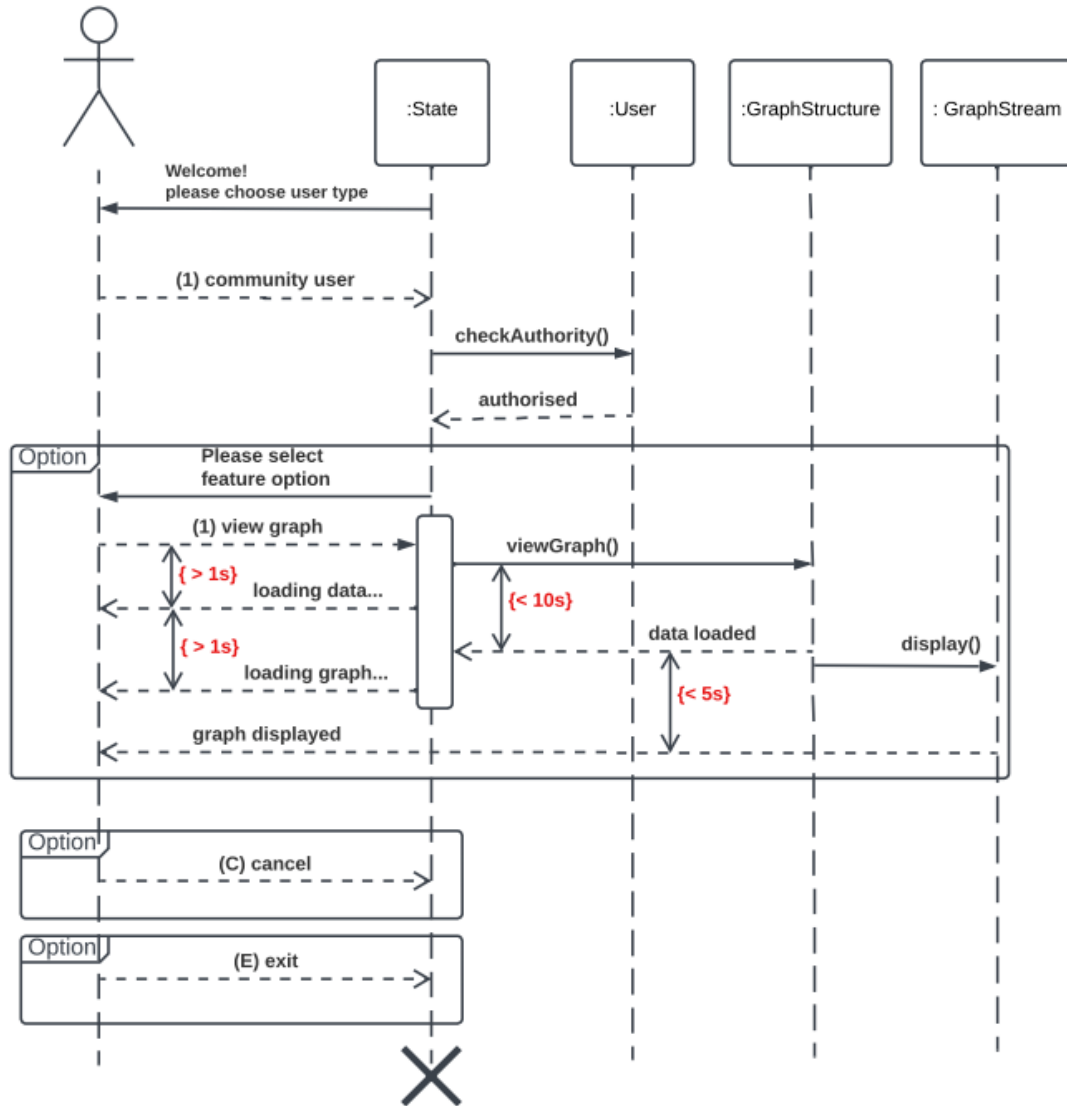 :State
:User
:GraphStructure
: GraphStream
Welcome!
please choose user type
(1) community user
checkAuthority()
authorised
Option
Please select
feature option
(1) view graph
viewGraph()
{ > 1s}
loading data...
{< 10s}
{ > 1s}
data loaded
display()
loading graph...
{< 5s}
graph displayed
Option
(C) cancel
Option
(E) exit